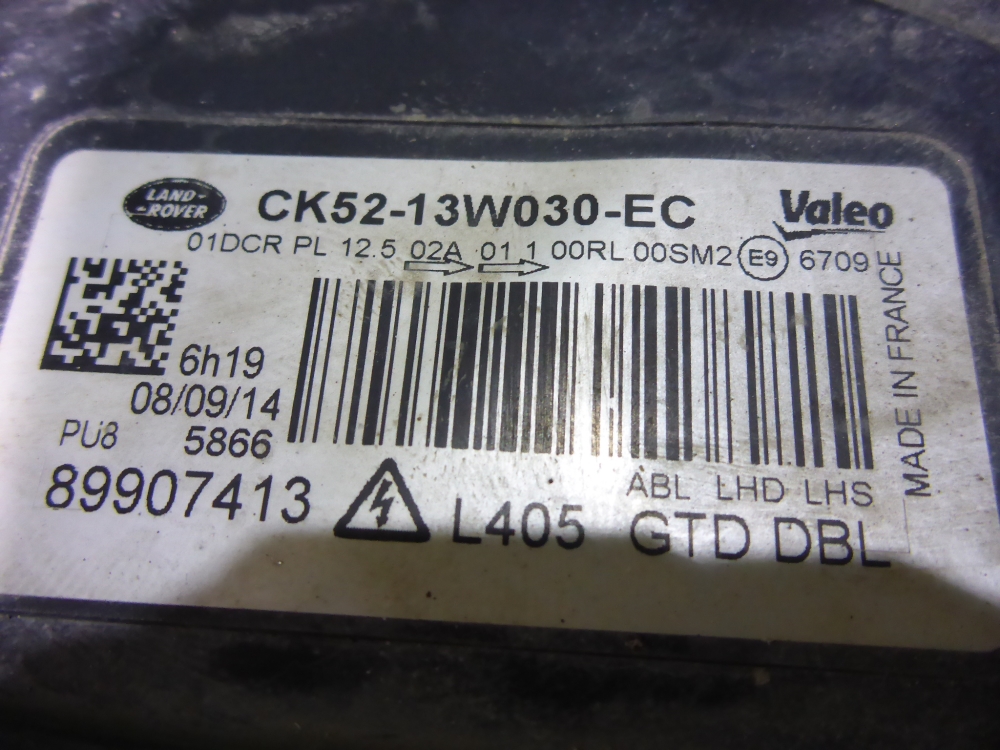 LAND-
-ROVER
CK52-13W030-EC
Valeo
01DCR PL 12.5 02A 01 1 00RL 00SM2 E9 6709
6h19
08/09/14
PU8 5866
89907413
L405 GTD DBL
ABL LHD LHS
MADE IN FRANCE